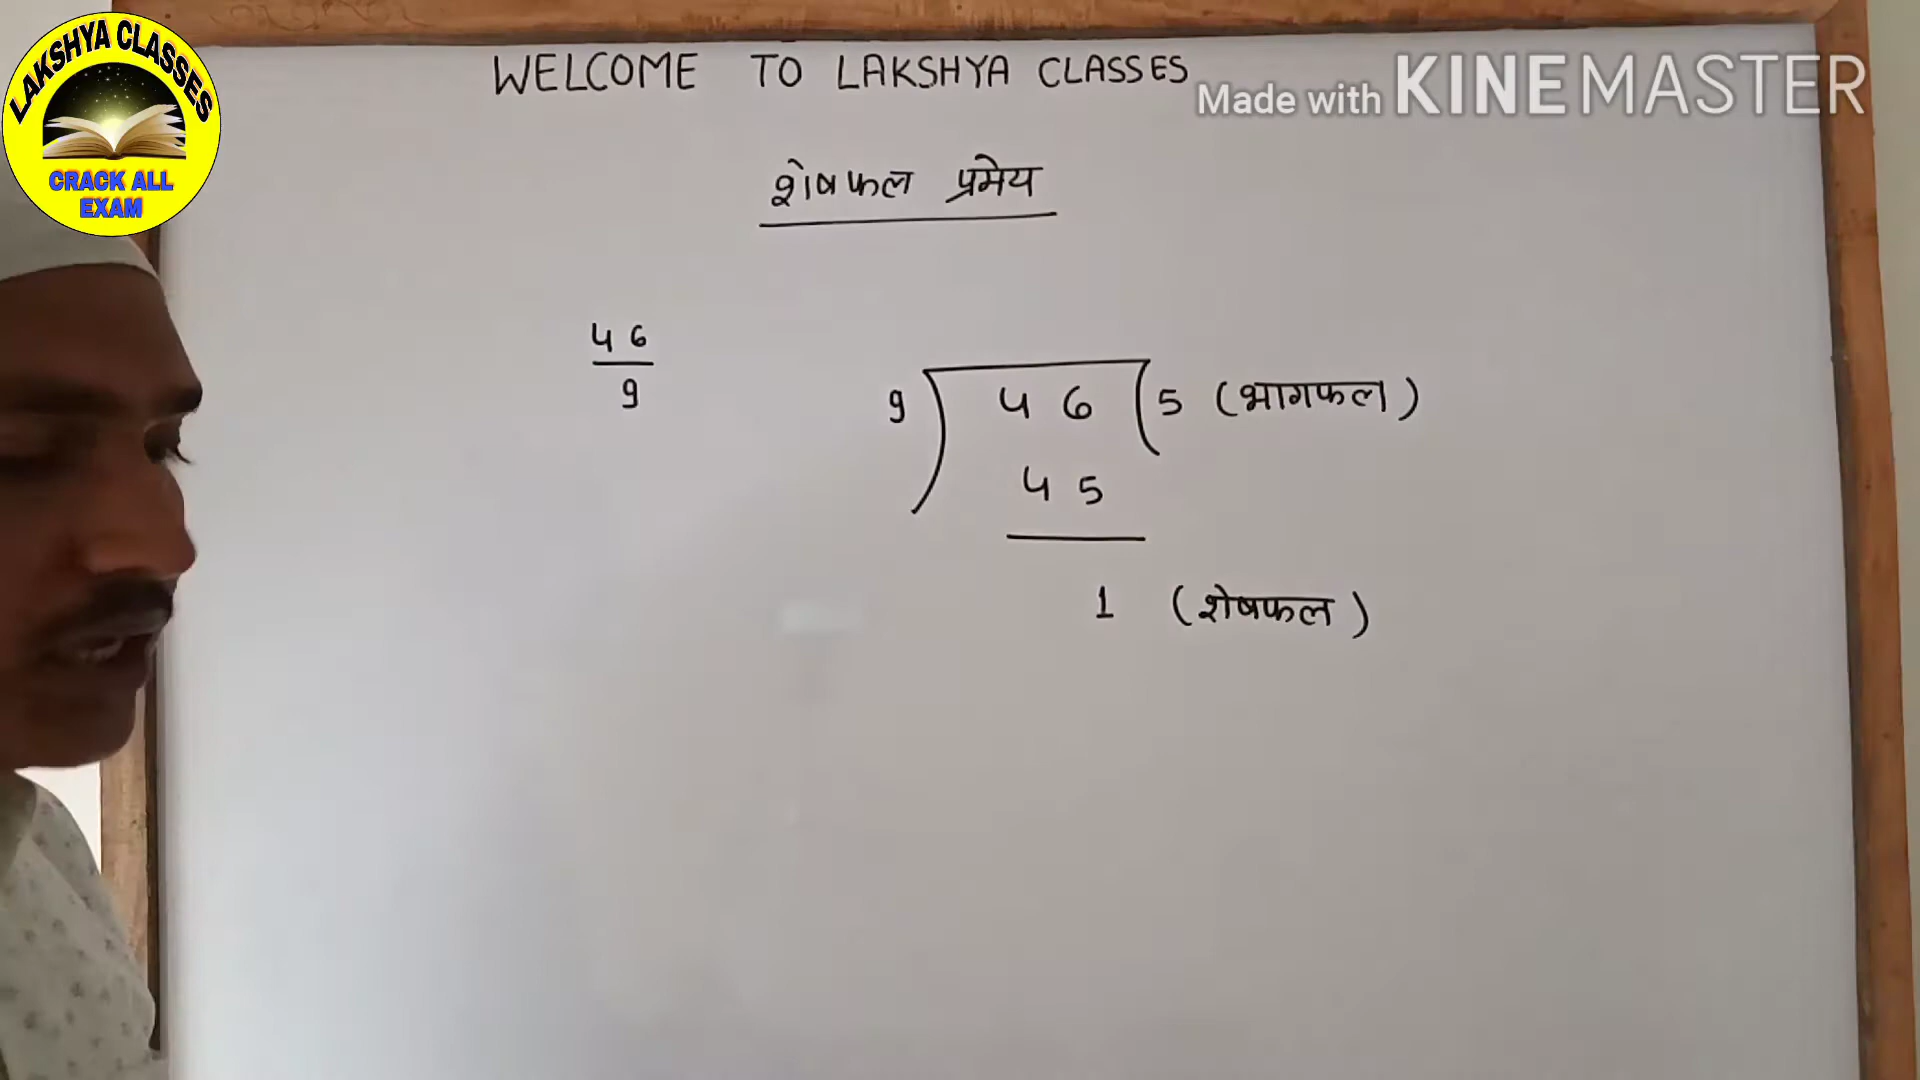 LAKSHYA CLASSES
CRACK ALL
EXAM
WELCOME TO LAKSHYA CLASSES
Made with KINEMASTER
शेषफल प्रमेय
46
9
9 46 5 (भागफल)
45
1 (शेषफल)